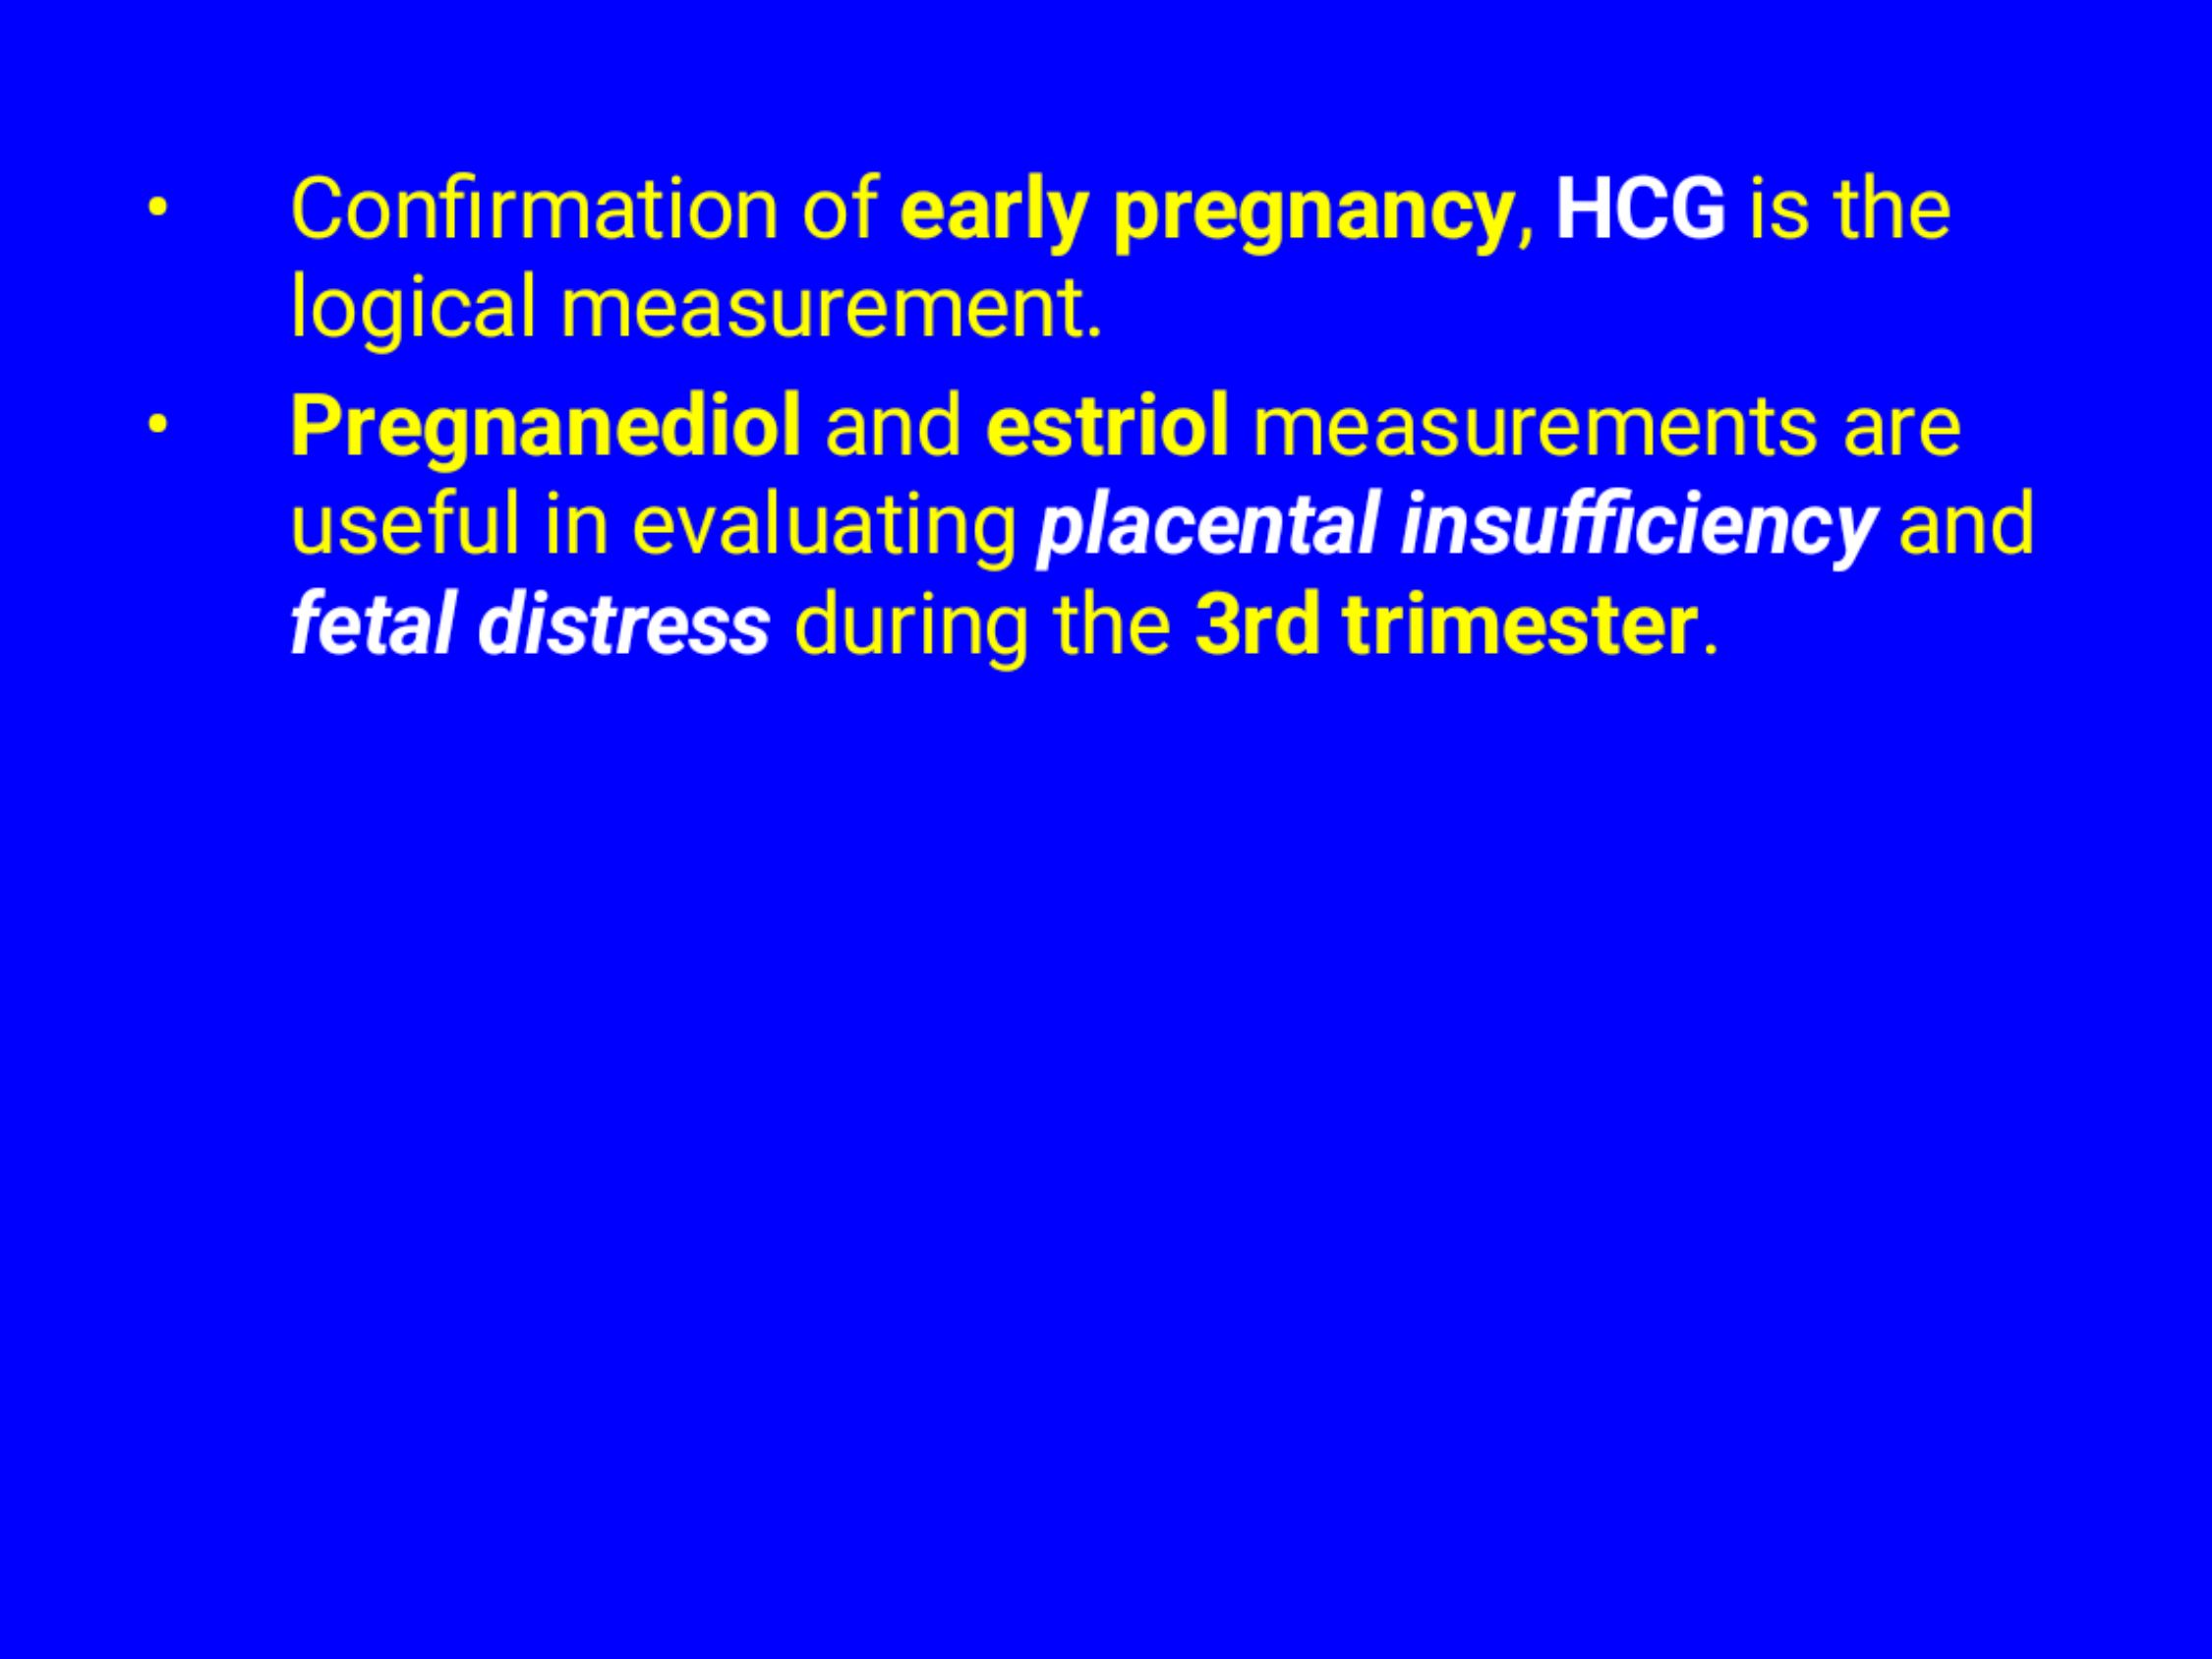 • Confirmation of early pregnancy, HCG is the
logical measurement.
• Pregnanediol and estriol measurements are
useful in evaluating placental insufficiency and
fetal distress during the 3rd trimester.